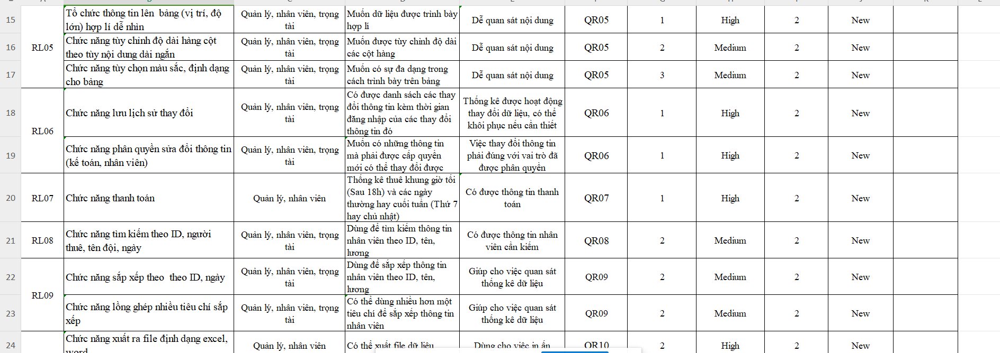 15
RL05
Tổ chức thông tin lên  bảng (vị trí, độ
lớn) hợp lí dễ nhìn
Quản lý, nhân viên, trọng
tài
Muốn dữ liệu được trình bày
hợp lí
Dễ quan sát nội dung
QR05
1
High
2
New
16
Chức năng tùy chỉnh độ dài hàng cột
theo tùy nội dung dài ngắn
Quản lý, nhân viên, trọng
tài
Muốn được tùy chỉnh độ dài
các cột hàng
Dễ quan sát nội dung
QR05
2
Medium
2
New
17
Chức năng tùy chọn màu sắc, định dạng
cho bảng
Quản lý, nhân viên, trọng
tài
Muốn có sự đa dạng trong
cách trình bày trên bảng
Dễ quan sát nội dung
QR05
3
Medium
2
New
18
RL06
Chức năng lưu lịch sử thay đổi
Quản lý, nhân viên, trọng
tài
Có được danh sách các thay
đổi thông tin kèm thời gian
đăng nhập của các thay đổi
thông tin đó
Thống kê được hoạt động
thay đổi dữ liệu, có thể
khôi phục nếu cần thiết
QR06
1
High
2
New
19
Chức năng phân quyền sửa đổi thông tin
(kế toán, nhân viên)
Quản lý, nhân viên, trọng
tài
Muốn có những thông tin
mà phải được cấp quyền
mới có thể thay đổi được
Việc thay đổi thông tin
phải đúng với vai trò đã
được phân quyền
QR06
1
High
2
New
20
RL07
Chức năng thanh toán
Quản lý, nhân viên
Thống kê thuê khung giờ tối
(Sau 18h) và các ngày
thường hay cuối tuần (Thứ 7
hay chủ nhật)
Có được thông tin thanh
toán
QR07
1
High
2
New
21
RL08
Chức năng tìm kiếm theo ID, người
thuê, tên đội, ngày
Quản lý, nhân viên, trọng
tài
Dùng để tìm kiếm thông tin
nhân viên theo ID, tên,
lương
Có được thông tin nhân
viên cần kiếm
QR08
2
Medium
2
New
22
RL09
Chức năng sắp xếp theo  theo ID, ngày
Quản lý, nhân viên, trọng
tài
Dùng để sắp xếp thông tin
nhân viên theo ID, tên,
lương
Giúp cho việc quan sát
thống kê dữ liệu
QR09
2
Medium
2
New
23
Chức năng lồng ghép nhiều tiêu chí sắp
xếp
Quản lý, nhân viên, trọng
tài
Có thể dùng nhiều hơn một
tiêu chí để sắp xếp thông tin
nhân viên
Giúp cho việc quan sát
thống kê dữ liệu
QR09
2
Medium
2
New
24
Chức năng xuất ra file định dạng excel,
word
Quản lý, nhân viên
Có thể xuất file dữ liệu
Dùng cho việc in ấn
QR10
2
High
2
New